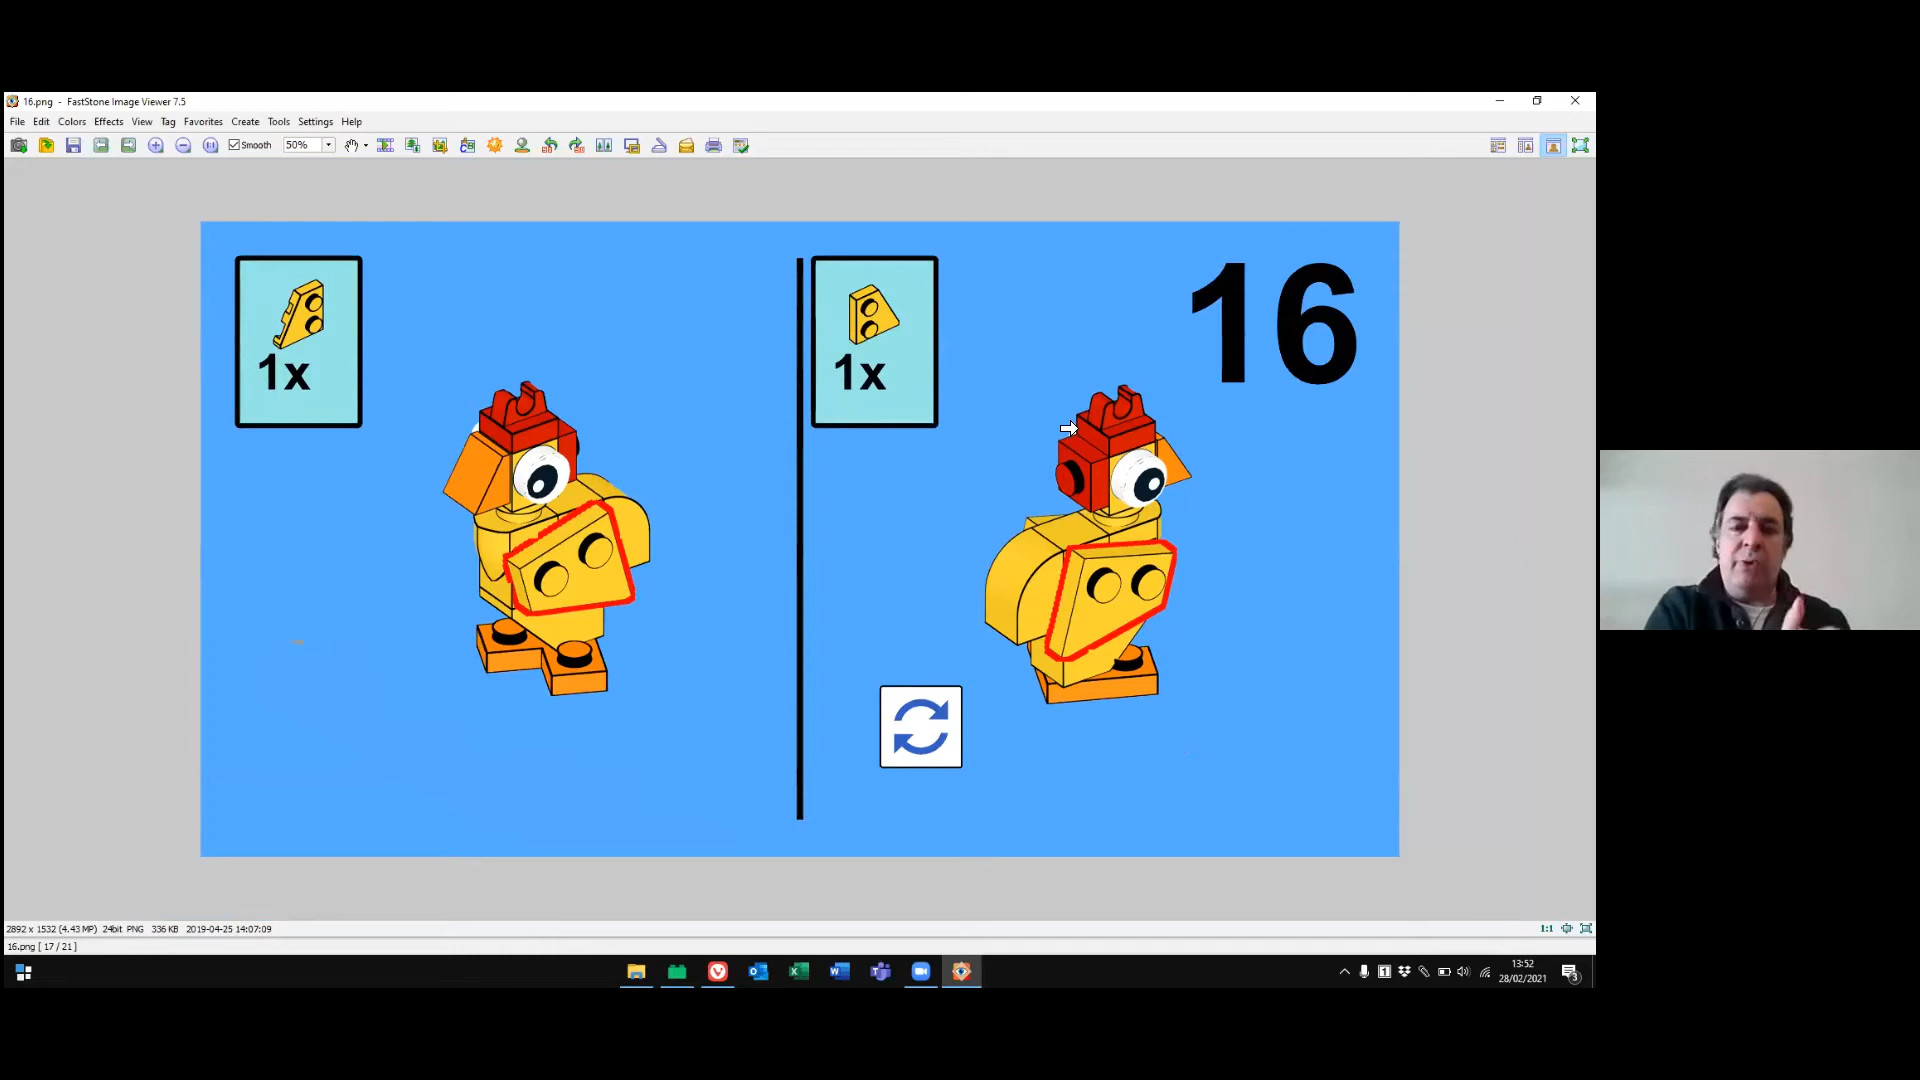 16.png - FastStone Image Viewer 7.5
File Edit Colors Effects View Tag Favorites Create Tools Settings Help
Smooth 50%
16
1x
1x
2892 x 1532 (4.43 MP) 24bit PNG 336 KB 2019-04-25 14:07:09
1:1
16.png [ 17 / 21 ]
13:52
28/02/2021
3